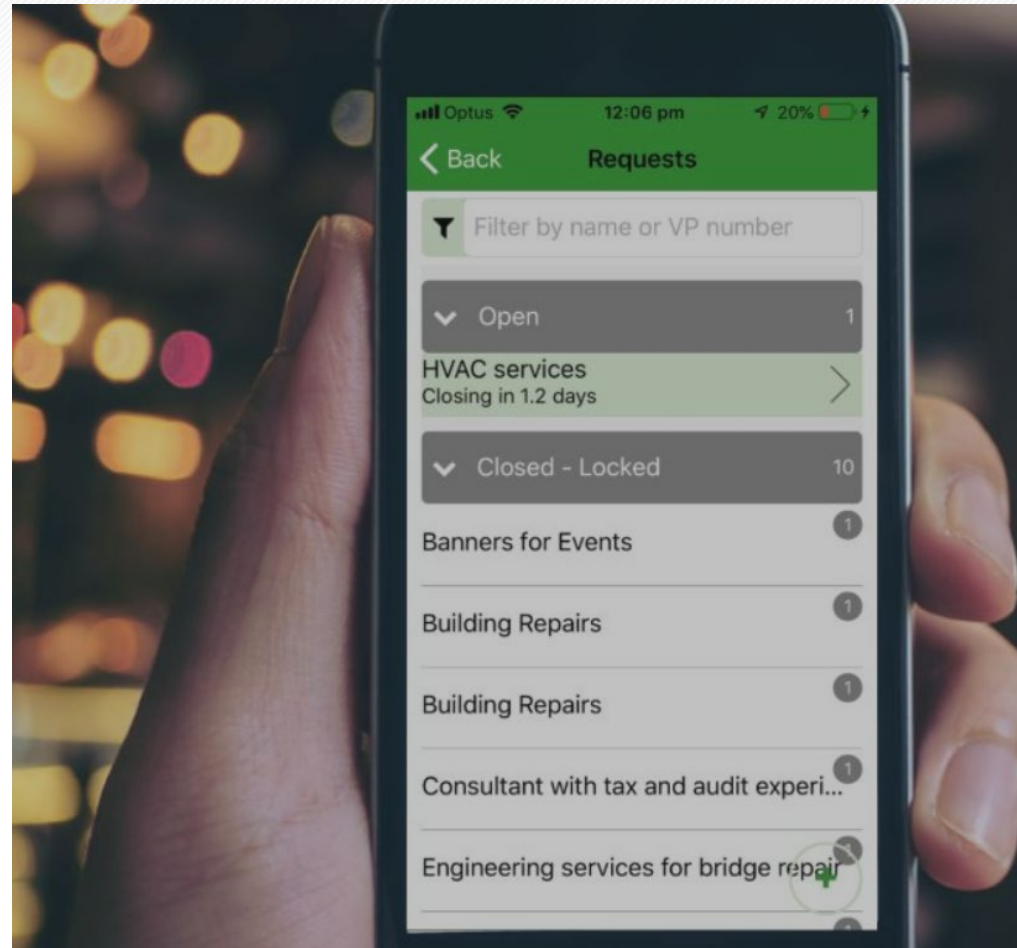 Optus 12:06 pm 20%
Back Requests
Filter by name or VP number
Open 1
HVAC services
Closing in 1.2 days
Closed - Locked 10
Banners for Events 1
Building Repairs 1
Building Repairs 1
Consultant with tax and audit experi... 1
Engineering services for bridge repair